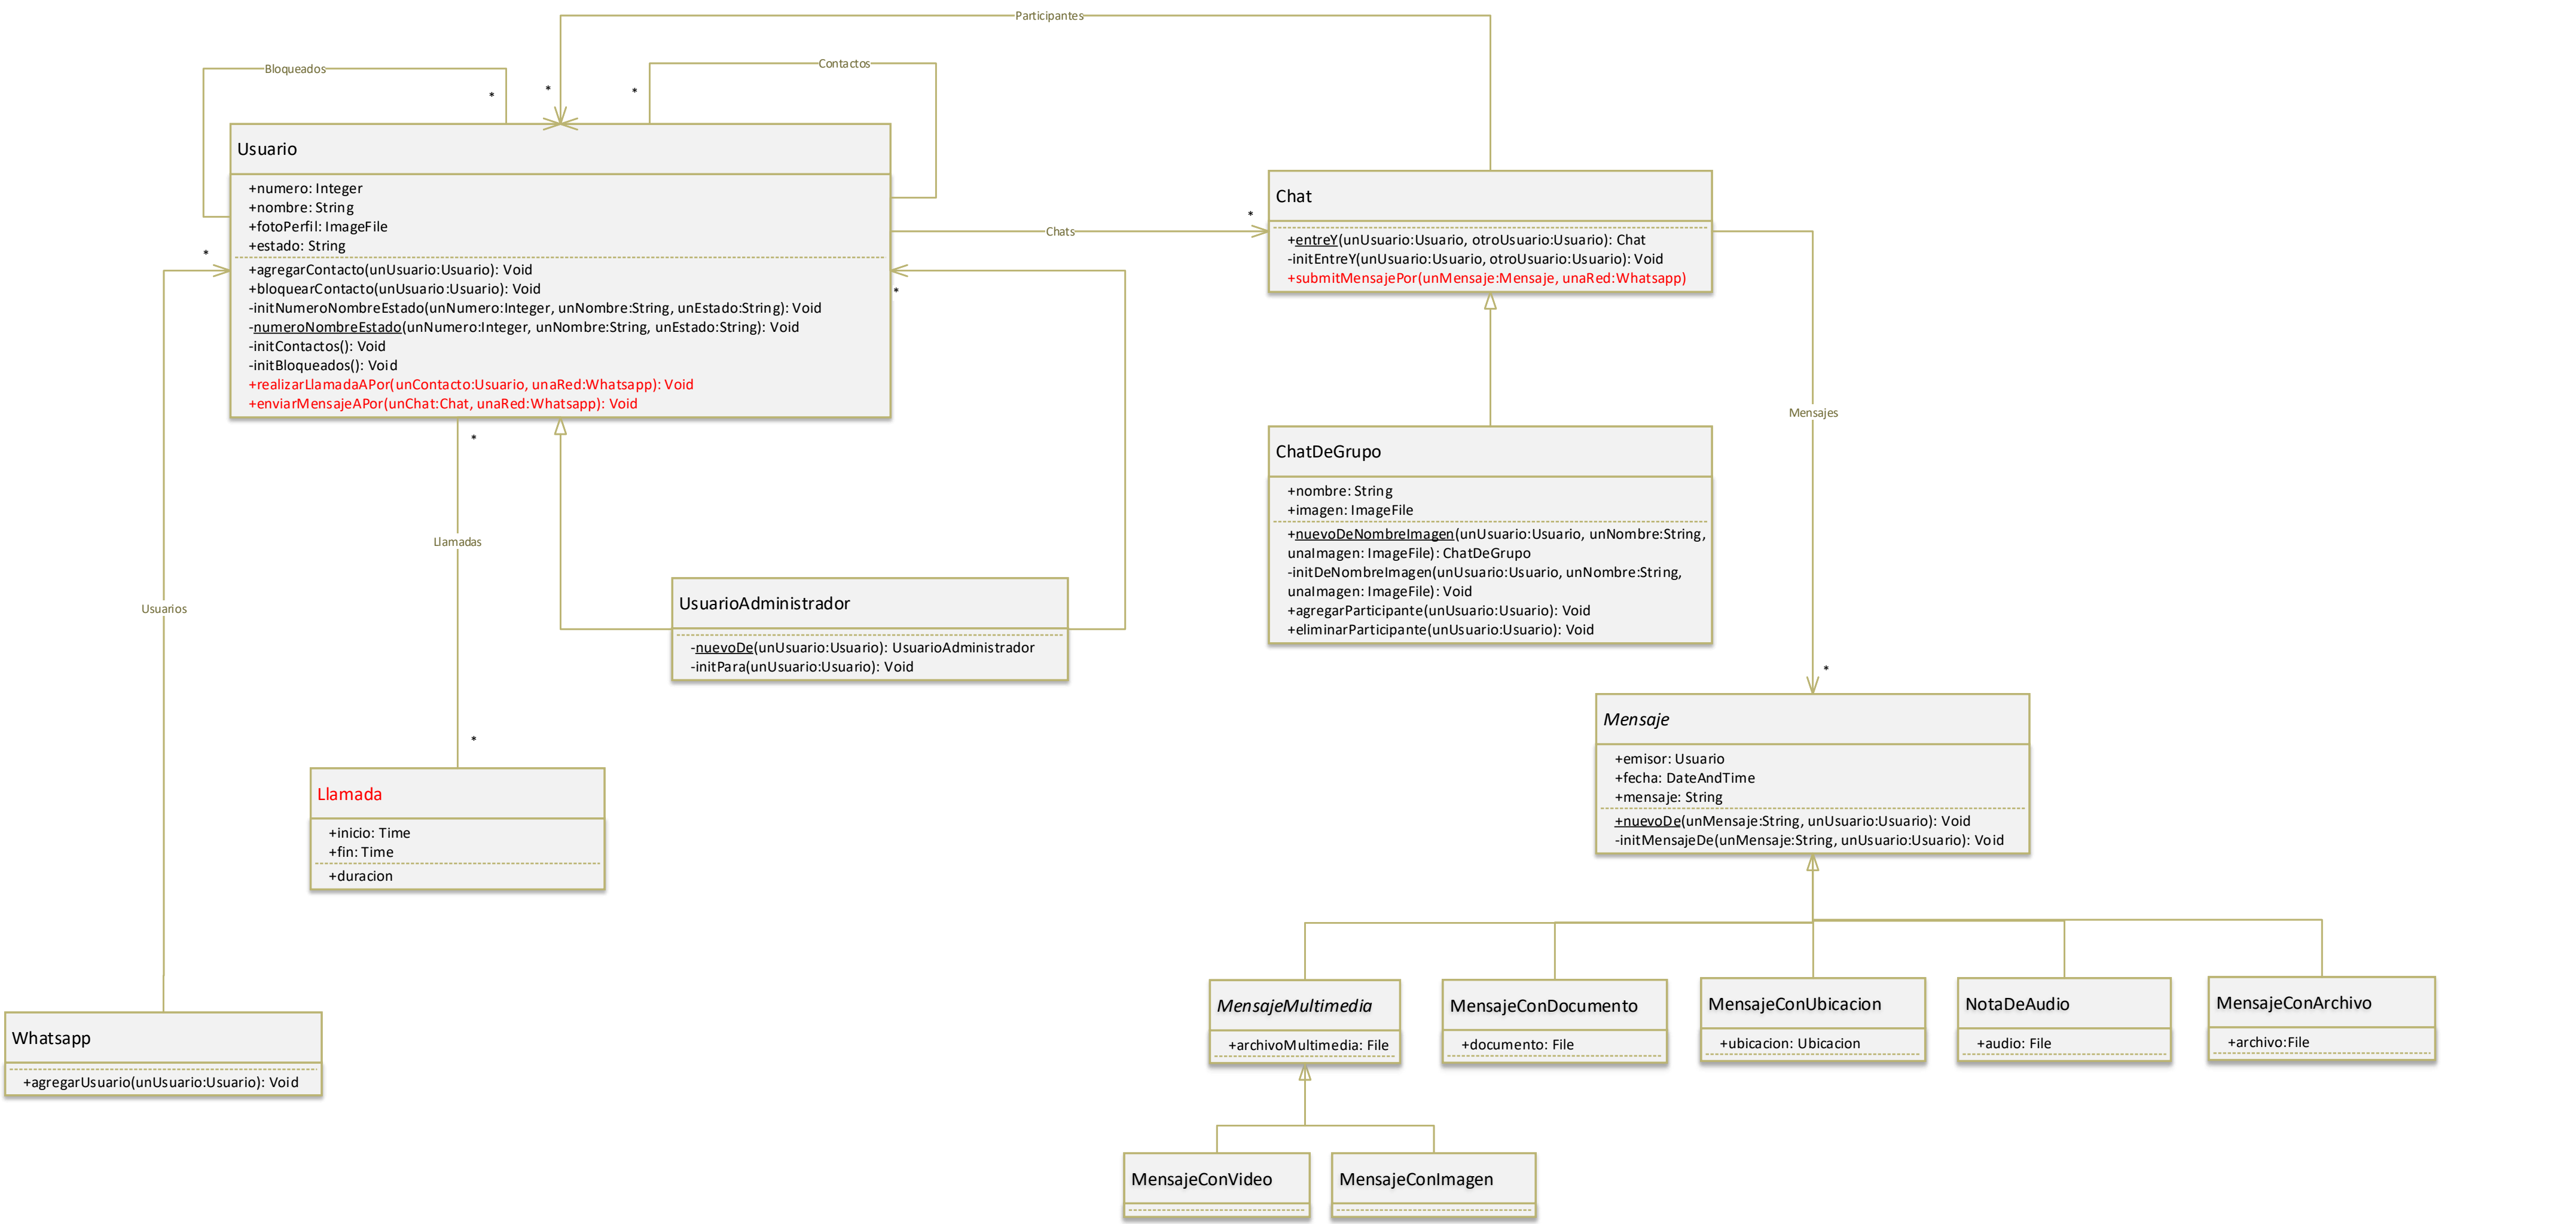 Participantes
Bloqueados
*
*
*
Contactos
Usuario
+numero: Integer
+nombre: String
+fotoPerfil: ImageFile
+estado: String
+agregarContacto(unUsuario:Usuario): Void
+bloquearContacto(unUsuario:Usuario): Void
-initNumeroNombreEstado(unNumero:Integer, unNombre:String, unEstado:String): Void
-numeroNombreEstado(unNumero:Integer, unNombre:String, unEstado:String): Void
-initContactos(): Void
-initBloqueados(): Void
+realizarLlamadaAPor(unContacto:Usuario, unaRed:Whatsapp): Void
+enviarMensajeAPor(unChat:Chat, unaRed:Whatsapp): Void
*
*
Chats
*
Chat
+entreY(unUsuario:Usuario, otroUsuario:Usuario): Chat
-initEntreY(unUsuario:Usuario, otroUsuario:Usuario): Void
+submitMensajePor(unMensaje:Mensaje, unaRed:Whatsapp)
Mensajes
*
ChatDeGrupo
+nombre: String
+imagen: ImageFile
+nuevoDeNombreImagen(unUsuario:Usuario, unNombre:String,
unaImagen: ImageFile): ChatDeGrupo
-initDeNombreImagen(unUsuario:Usuario, unNombre:String,
unaImagen: ImageFile): Void
+agregarParticipante(unUsuario:Usuario): Void
+eliminarParticipante(unUsuario:Usuario): Void
*
Llamadas
*
Usuarios
UsuarioAdministrador
-nuevoDe(unUsuario:Usuario): UsuarioAdministrador
-initPara(unUsuario:Usuario): Void
Mensaje
+emisor: Usuario
+fecha: DateAndTime
+mensaje: String
+nuevoDe(unMensaje:String, unUsuario:Usuario): Void
-initMensajeDe(unMensaje:String, unUsuario:Usuario): Void
Llamada
+inicio: Time
+fin: Time
+duracion
Whatsapp
+agregarUsuario(unUsuario:Usuario): Void
MensajeMultimedia
+archivoMultimedia: File
MensajeConDocumento
+documento: File
MensajeConUbicacion
+ubicacion: Ubicacion
NotaDeAudio
+audio: File
MensajeConArchivo
+archivo:File
MensajeConVideo
MensajeConImagen